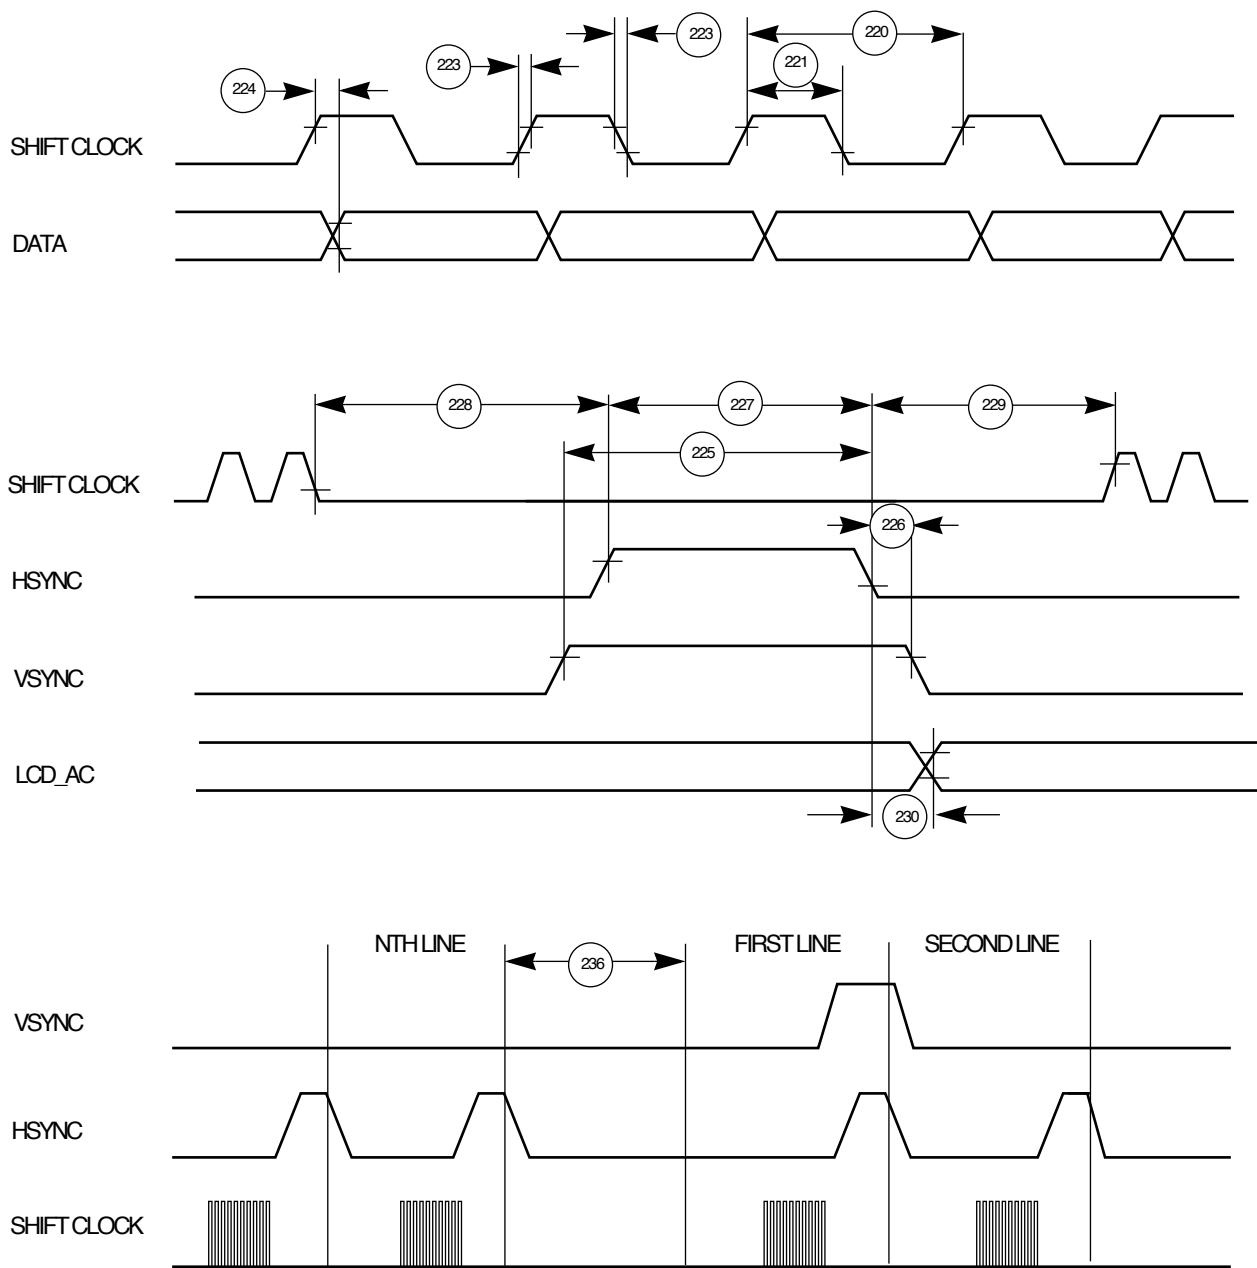 223
220
223
221
224
SHIFT CLOCK
DATA
228
227
229
225
SHIFT CLOCK
226
HSYNC
VSYNC
LCD_AC
230
NTH LINE
FIRST LINE
SECOND LINE
236
VSYNC
HSYNC
SHIFT CLOCK